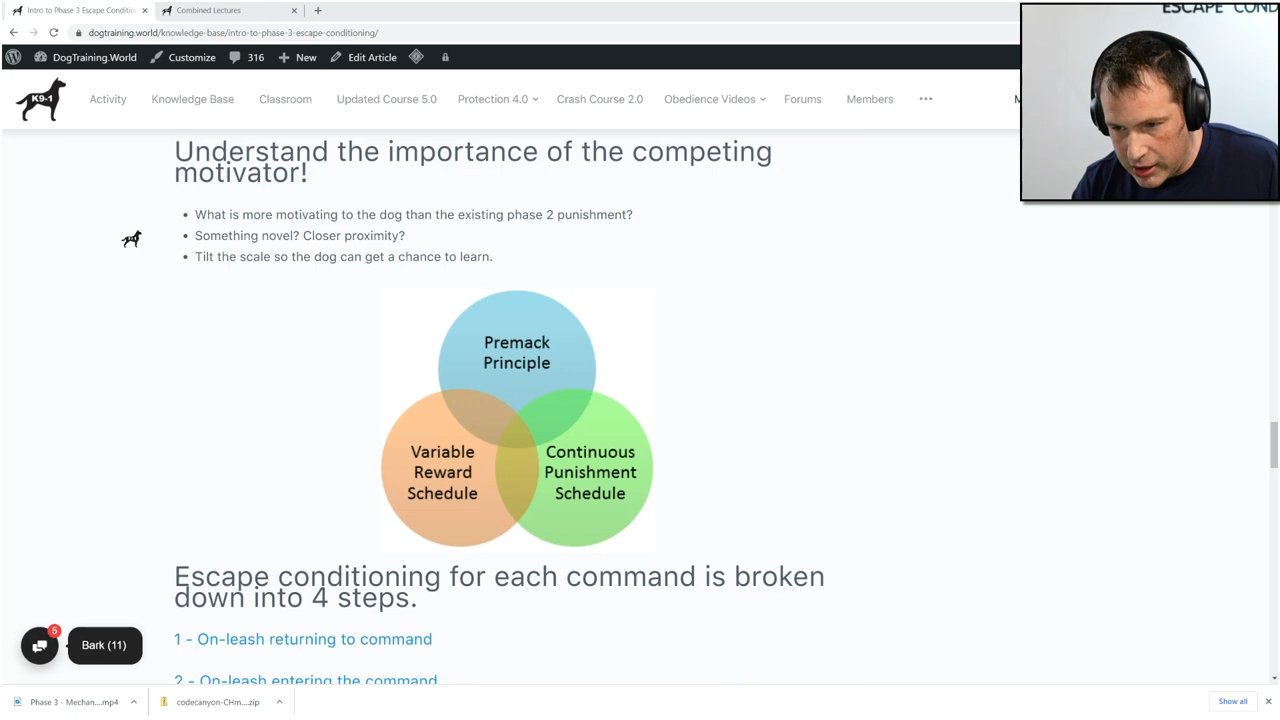 Intro to Phase 3 Escape Conditio
Combined Lectures
ESCAPE COND
dogtraining.world/knowledge-base/intro-to-phase-3-escape-conditioning/
DogTraining.World
Customize
316
New
Edit Article
K9-1
Activity
Knowledge Base
Classroom
Updated Course 5.0
Protection 4.0
Crash Course 2.0
Obedience Videos
Forums
Members
M
Understand the importance of the competing
motivator!
What is more motivating to the dog than the existing phase 2 punishment?
Something novel? Closer proximity?
Tilt the scale so the dog can get a chance to learn.
Premack
Principle
Variable
Reward
Schedule
Continuous
Punishment
Schedule
Escape conditioning for each command is broken
down into 4 steps.
1 - On-leash returning to command
2 - On-leash entering the command
5
Bark (11)
Phase 3 - Mechan....mp4
codecanyon-CHm....zip
Show all